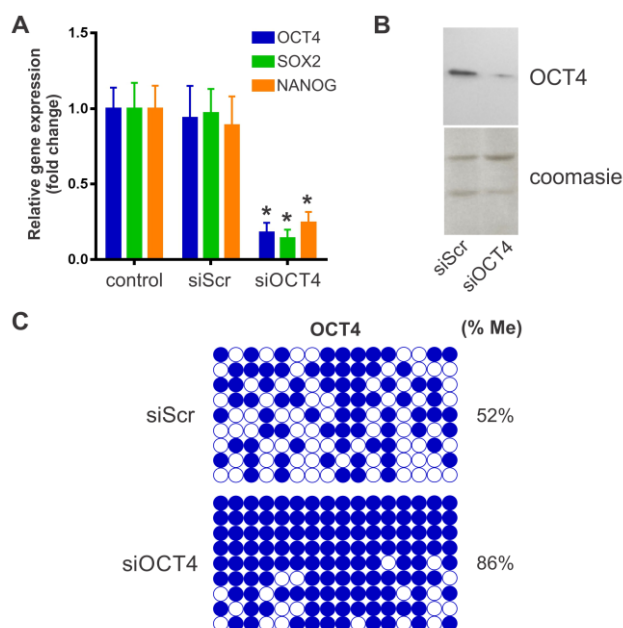 A
Relative gene expression
(fold change)
1.5
1.0
0.5
0.0
OCT4
SOX2
NANOG
*
*
*
control
siScr
siOCT4
B
OCT4
coomasie
siScr
siOCT4
C
OCT4
(% Me)
siScr
52%
siOCT4
86%